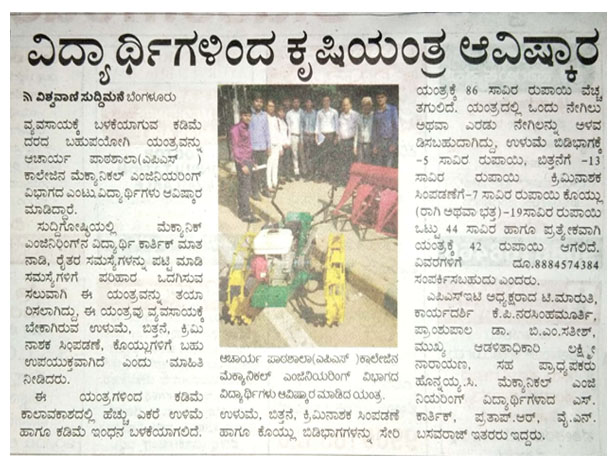 ವಿದ್ಯಾರ್ಥಿಗಳಿಂದ ಕೃಷಿಯಂತ್ರ ಆವಿಷ್ಕಾರ
ವಿಶ್ವವಾಣಿ ಸುದ್ದಿಮನೆ ಬೆಂಗಳೂರು
ವ್ಯವಸಾಯಕ್ಕೆ ಬಳಕೆಯಾಗುವ ಕಡಿಮೆ
ದರದ ಬಹುಪಯೋಗಿ ಯಂತ್ರವನ್ನು
ಆಚಾರ್ಯ ಪಾಠಶಾಲಾ(ಎಪಿಎಸ್ )
ಕಾಲೇಜಿನ ಮೆಕ್ಯಾನಿಕಲ್ ಎಂಜಿನಿಯರಿಂಗ್
ವಿಭಾಗದ ಎಂಟು ವಿದ್ಯಾರ್ಥಿಗಳು ಆವಿಷ್ಕಾರ
ಮಾಡಿದ್ದಾರೆ.
ಸುದ್ದಿಗೋಷ್ಠಿಯಲ್ಲಿ ಮೆಕ್ಯಾನಿಕ್
ಎಂಜಿನಿರಿಂಗ್‌ನ ವಿದ್ಯಾರ್ಥಿ ಕಾರ್ತಿಕ್ ಮಾತ
ನಾಡಿ, ರೈತರ ಸಮಸ್ಯೆಗಳನ್ನು ಪಟ್ಟಿ ಮಾಡಿ
ಸಮಸ್ಯೆಗಳಿಗೆ ಪರಿಹಾರ ಒದಗಿಸುವ
ಸಲುವಾಗಿ ಈ ಯಂತ್ರವನ್ನು ತಯಾ
ರಿಸಲಾಗಿದ್ದು, ಈ ಯಂತ್ರವು ವ್ಯವಸಾಯಕ್ಕೆ
ಬೇಕಾಗಿರುವ ಉಳುಮೆ, ಬಿತ್ತನೆ, ಕ್ರಿಮಿ
ನಾಶಕ ಸಿಂಪಡಣೆ, ಕೊಯ್ಲುಗಳಿಗೆ ಬಹು
ಉಪಯುಕ್ತವಾಗಿದೆ ಎಂದು ಮಾಹಿತಿ
ನೀಡಿದರು.
ಈ ಯಂತ್ರಗಳಿಂದ ಕಡಿಮೆ
ಕಾಲಾವಕಾಶದಲ್ಲಿ ಹೆಚ್ಚು ಎಕರೆ ಉಳಿಮೆ
ಹಾಗೂ ಕಡಿಮೆ ಇಂಧನ ಬಳಕೆಯಾಗಲಿದೆ.
ಆಚಾರ್ಯ ಪಾಠಶಾಲಾ(ಎಪಿಎಸ್ )ಕಾಲೇಜಿನ
ಮೆಕ್ಯಾನಿಕಲ್ ಎಂಜಿನಿಯರಿಂಗ್ ವಿಭಾಗದ
ವಿದ್ಯಾರ್ಥಿಗಳು ಆವಿಷ್ಕಾರ ಮಾಡಿದ ಯಂತ್ರ.
ಉಳುಮೆ, ಬಿತ್ತನೆ, ಕ್ರಿಮಿನಾಶಕ ಸಿಂಪಡಣೆ
ಹಾಗೂ ಕೊಯ್ಲು ಬಿಡಿಭಾಗಗಳನ್ನು ಸೇರಿ
ಯಂತ್ರಕ್ಕೆ 86 ಸಾವಿರ ರುಪಾಯಿ ವೆಚ್ಚ
ತಗುಲಿದೆ. ಯಂತ್ರದಲ್ಲಿ ಒಂದು ನೇಗಿಲು
ಅಥವಾ ಎರಡು ನೇಗಿಲನ್ನು ಅಳವ
ಡಿಸಬಹುದಾಗಿದ್ದು, ಉಳುಮೆ ಬಿಡಿಭಾಗಕ್ಕೆ
-5 ಸಾವಿರ ರುಪಾಯಿ, ಬಿತ್ತನೆಗೆ -13
ಸಾವಿರ ರುಪಾಯಿ ಕ್ರಿಮಿನಾಶಕ
ಸಿಂಪಡಣೆಗೆ-7 ಸಾವಿರ ರುಪಾಯಿ ಕೊಯ್ಲು
(ರಾಗಿ ಅಥವಾ ಭತ್ತ)-19ಸಾವಿರ ರುಪಾಯಿ
ಒಟ್ಟು 44 ಸಾವಿರ ಹಾಗೂ ಪ್ರತ್ಯೇಕವಾಗಿ
ಯಂತ್ರಕ್ಕೆ 42 ರುಪಾಯಿ ಆಗಲಿದೆ.
ವಿವರಗಳಿಗೆ ದೂ.8884574384
ಸಂಪರ್ಕಿಸಬಹುದು ಎಂದರು.
ಎಪಿಎಸ್‌ಇಟಿ ಅಧ್ಯಕ್ಷರಾದ ಟಿ.ಮಾರುತಿ,
ಕಾರ್ಯದರ್ಶಿ ಕೆ.ಪಿ.ನರಸಿಂಹಮೂರ್ತಿ,
ಪ್ರಾಂಶುಪಾಲ ಡಾ. ಬಿ.ಎಂ.ಸತೀಶ್,
ಮುಖ್ಯ ಆಡಳಿತಾಧಿಕಾರಿ ಲಕ್ಷ್ಮೀ
ನಾರಾಯಣ, ಸಹ ಪ್ರಾಧ್ಯಪಕರು
ಹೊನ್ನಯ್ಯ.ಸಿ. ಮೆಕ್ಯಾನಿಕಲ್ ಎಂಜಿ
ನಿಯರಿಂಗ್ ವಿದ್ಯಾರ್ಥಿಗಳಾದ ಎಸ್.
ಕಾರ್ತಿಕ್, ಪ್ರತಾಪ್.ಆರ್, ವೈ.ಎನ್.
ಬಸವರಾಜ್ ಇತರರು ಇದ್ದರು.